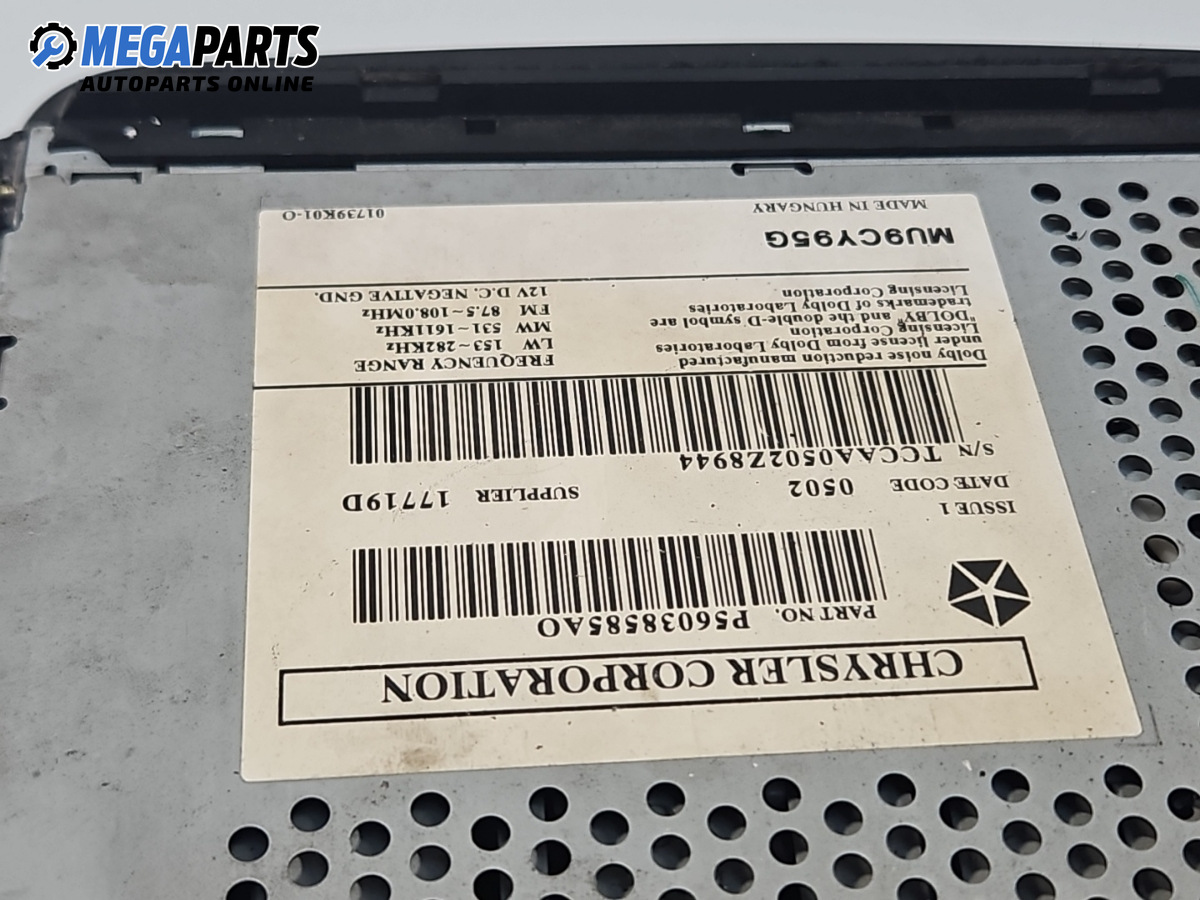 MEGAPARTS
AUTOPARTS ONLINE
CHRYSLER CORPORATION
PART NO. P56038585AO
ISSUE 1
DATE CODE 0502 SUPPLIER 17719D
S/N TCCAA0502Z8944
Dolby noise reduction manufactured
under license from Dolby Laboratories
Licensing Corporation
"DOLBY" and the double-D symbol are
trademarks of Dolby Laboratories
Licensing Corporation
FREQUENCY RANGE
LW 153~282KHz
MW 531~1611KHz
FM 87.5~108.0MHz
12V D.C. NEGATIVE GND.
MU9CY95G
MADE IN HUNGARY 01739K01-O